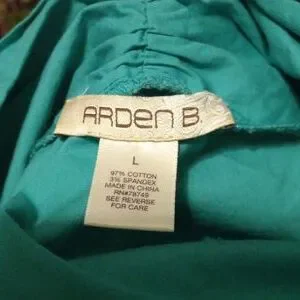 ARDEN B.
L
97% COTTON
3% SPANDEX
MADE IN CHINA
RN#78749
SEE REVERSE
FOR CARE